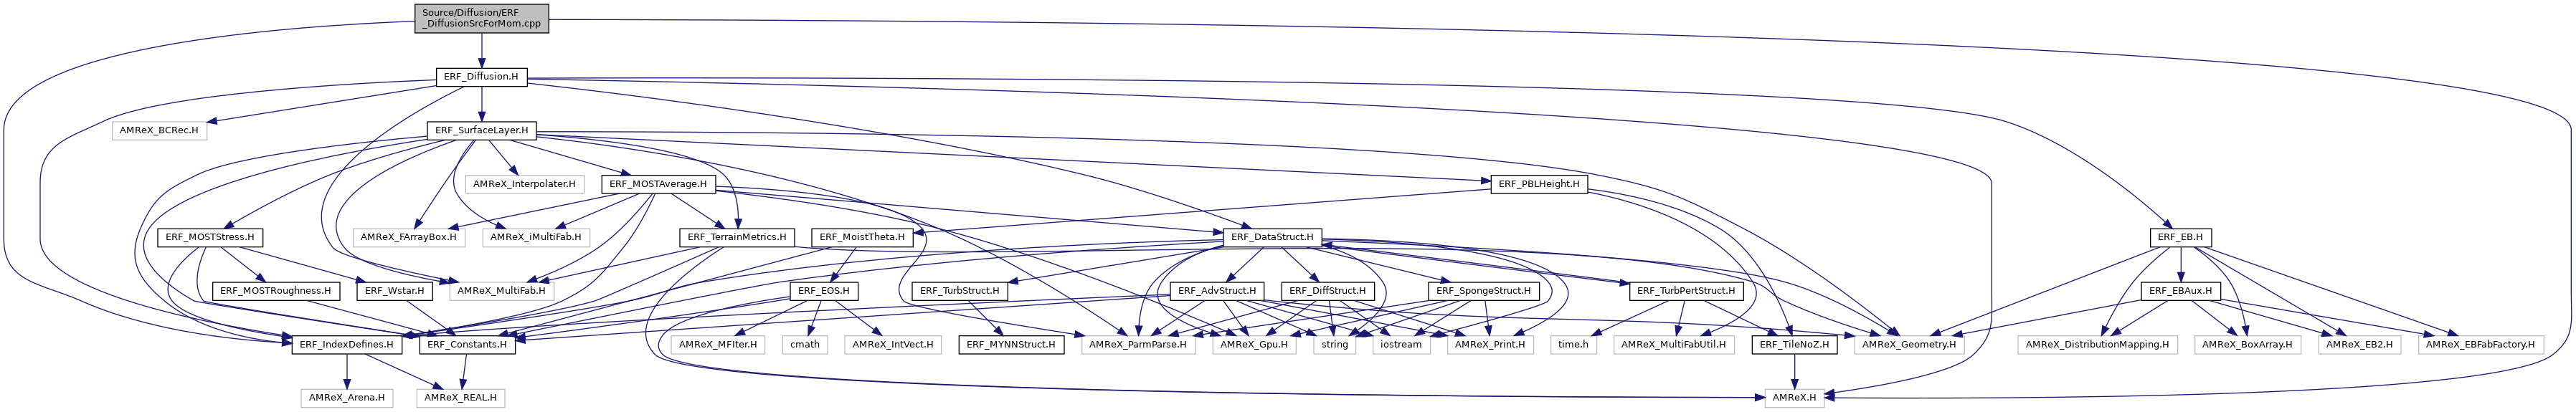 Source/Diffusion/ERF
_DiffusionSrcForMom.cpp
ERF_Diffusion.H
AMReX_BCRec.H
ERF_SurfaceLayer.H
AMReX_Interpolater.H
ERF_MOSTAverage.H
ERF_PBLHeight.H
ERF_MOSTStress.H
AMReX_FArrayBox.H
AMReX_iMultiFab.H
ERF_TerrainMetrics.H
ERF_MoistTheta.H
ERF_DataStruct.H
ERF_EB.H
ERF_MOSTRoughness.H
ERF_Wstar.H
AMReX_MultiFab.H
ERF_EOS.H
ERF_TurbStruct.H
ERF_AdvStruct.H
ERF_DiffStruct.H
ERF_SpongeStruct.H
ERF_TurbPertStruct.H
ERF_EBAux.H
ERF_IndexDefines.H
ERF_Constants.H
AMReX_MFIter.H
cmath
AMReX_IntVect.H
ERF_MYNNStruct.H
AMReX_ParmParse.H
AMReX_Gpu.H
string
iostream
AMReX_Print.H
time.h
AMReX_MultiFabUtil.H
ERF_TileNoZ.H
AMReX_Geometry.H
AMReX_DistributionMapping.H
AMReX_BoxArray.H
AMReX_EB2.H
AMReX_EBFabFactory.H
AMReX_Arena.H
AMReX_REAL.H
AMReX.H